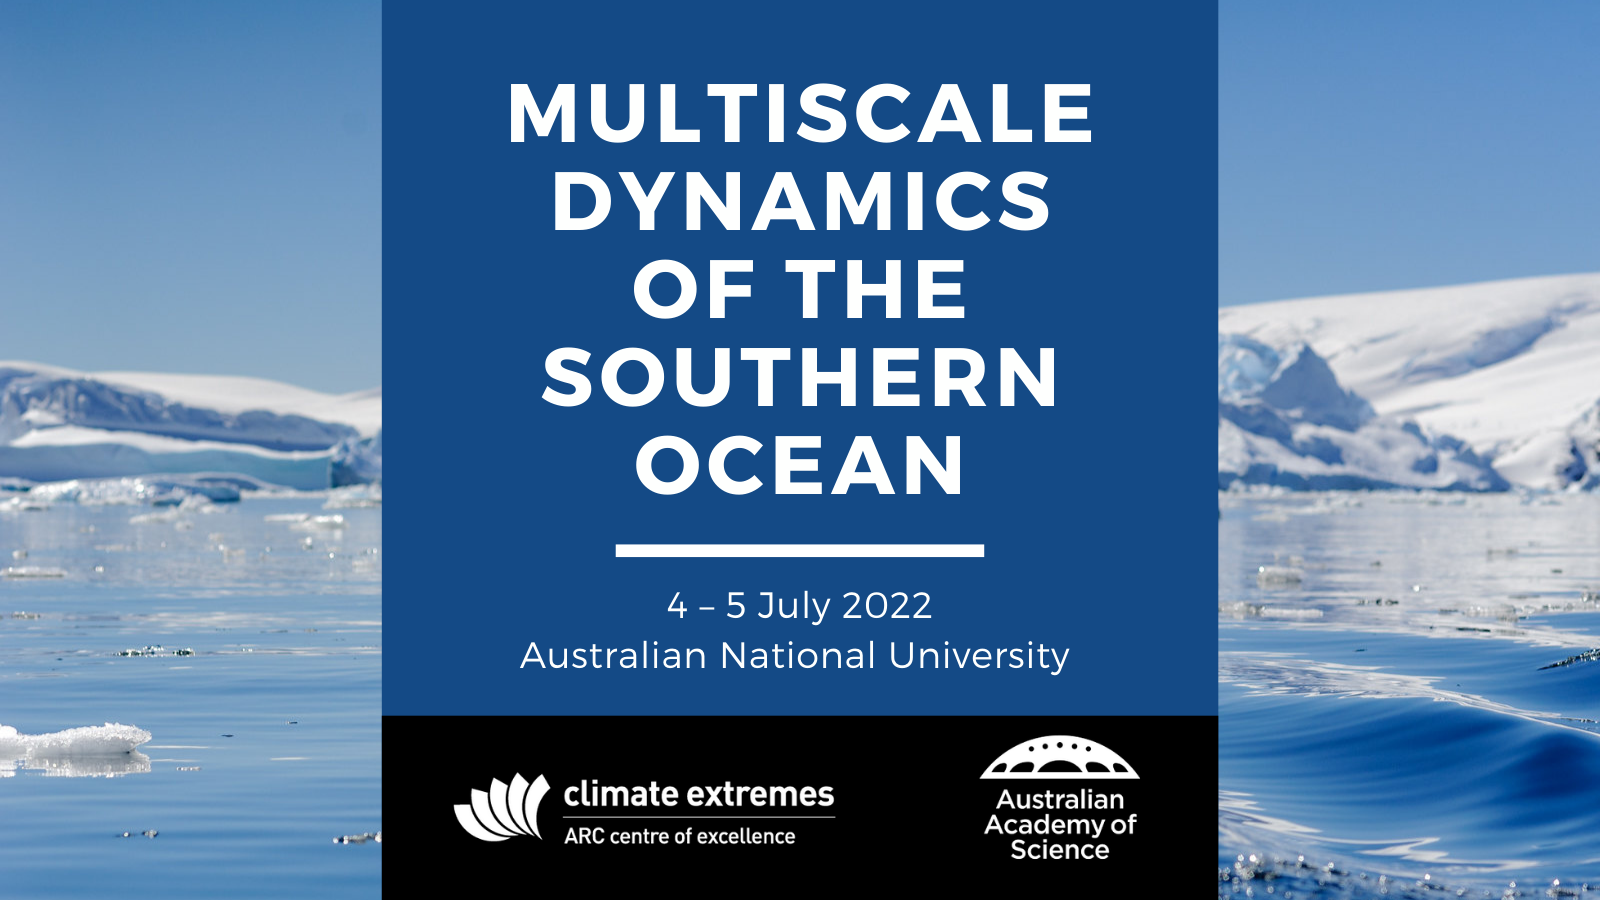 MULTISCALE
DYNAMICS
OF THE
SOUTHERN
OCEAN
4 – 5 July 2022
Australian National University
climate extremes
ARC centre of excellence
Australian
Academy of
Science